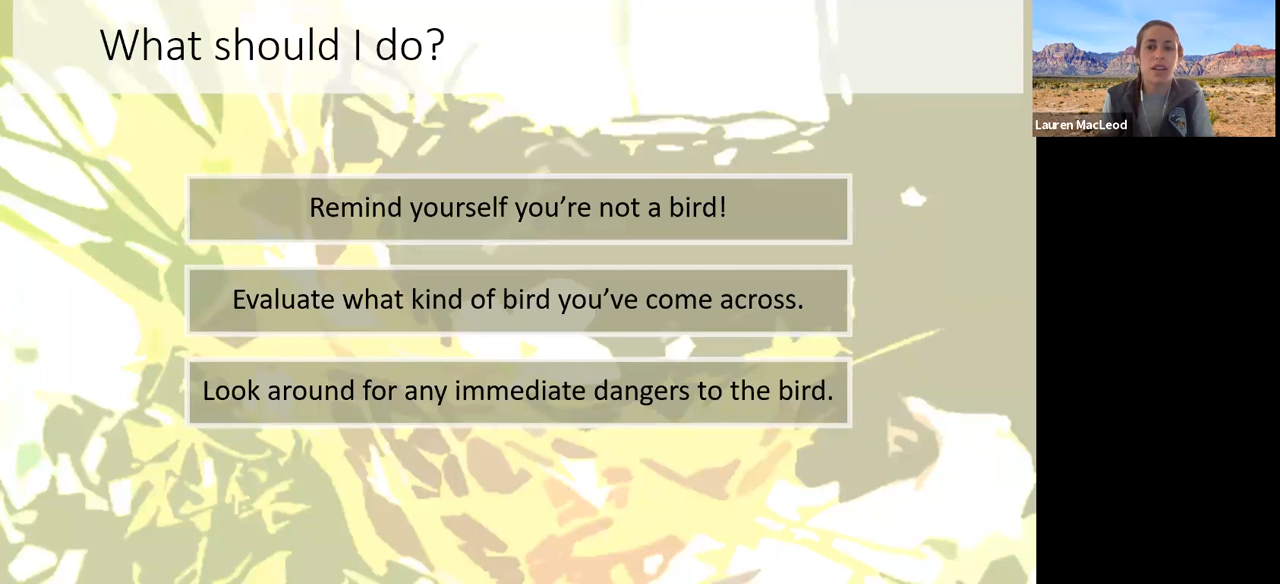 What should I do?
Remind yourself you’re not a bird!
Evaluate what kind of bird you’ve come across.
Look around for any immediate dangers to the bird.
Lauren MacLeod